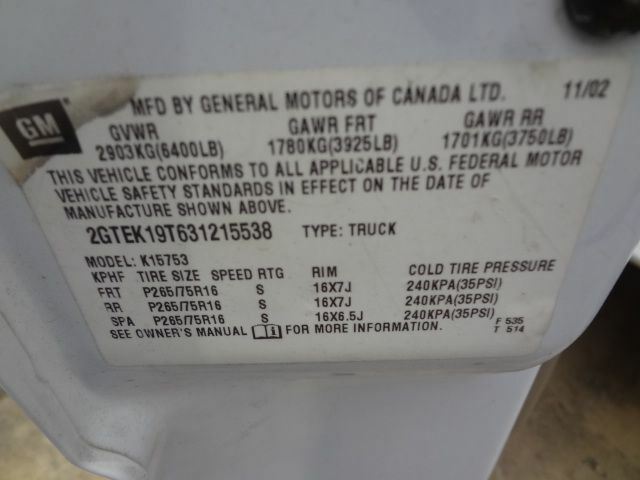 MFD BY GENERAL MOTORS OF CANADA LTD. 11/02
GM
GVWR GAWR FRT GAWR RR
2903KG(6400LB) 1780KG(3925LB) 1701KG(3750LB)
THIS VEHICLE CONFORMS TO ALL APPLICABLE U.S. FEDERAL MOTOR
VEHICLE SAFETY STANDARDS IN EFFECT ON THE DATE OF
MANUFACTURE SHOWN ABOVE.
2GTEK19T631215538 TYPE: TRUCK
MODEL: K15753
KPHF TIRE SIZE SPEED RTG RIM COLD TIRE PRESSURE
FRT P265/75R16 S 16X7J 240KPA(35PSI)
RR P265/75R16 S 16X7J 240KPA(35PSI)
SPA P265/75R16 S 16X6.5J 240KPA(35PSI)
SEE OWNER'S MANUAL FOR MORE INFORMATION.
F 535
T 514